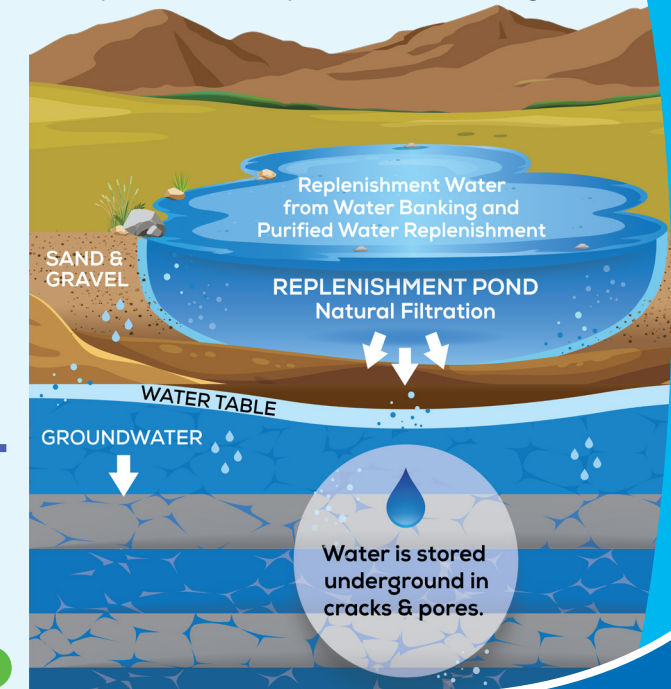 Replenishment Water
from Water Banking and
Purified Water Replenishment
SAND &
GRAVEL
REPLENISHMENT POND
Natural Filtration
WATER TABLE
GROUNDWATER
Water is stored
underground in
cracks & pores.